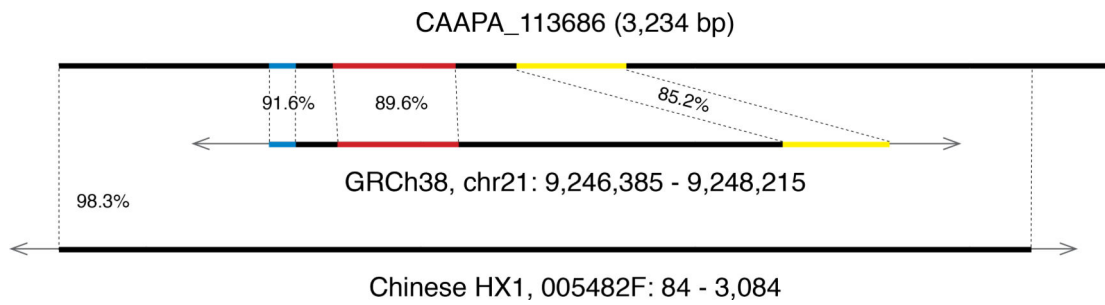 CAAPA_113686 (3,234 bp)
91.6%
89.6%
85.2%
GRCh38, chr21: 9,246,385 - 9,248,215
98.3%
Chinese HX1, 005482F: 84 - 3,084